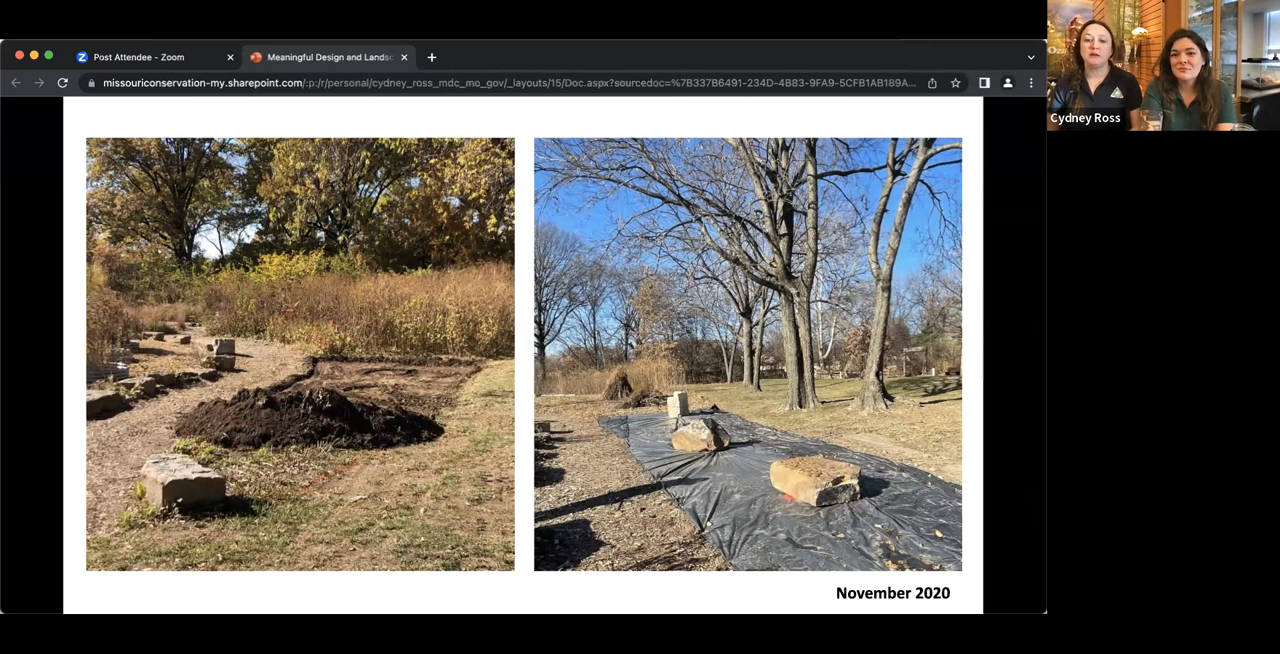 Post Attendee - Zoom
Meaningful Design and Landsc
missouriconservation-my.sharepoint.com/:p:/r/personal/cydney_ross_mdc_mo_gov/_layouts/15/Doc.aspx?sourcedoc=%7B337B6491-234D-4B83-9FA9-5CFB1AB189A...
Cydney Ross
November 2020